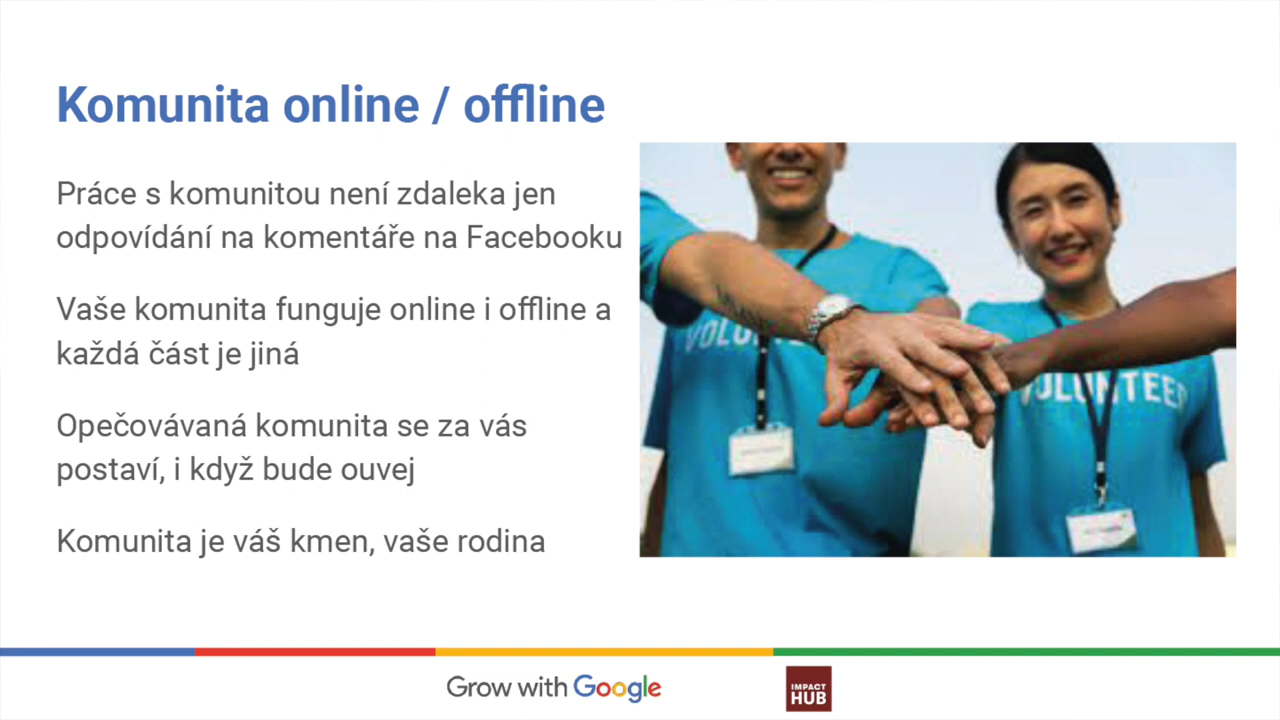 Komunita online / offline
Práce s komunitou není zdaleka jen
odpovídání na komentáře na Facebooku
Vaše komunita funguje online i offline a
každá část je jiná
Opečovávaná komunita se za vás
postaví, i když bude ouvej
Komunita je váš kmen, vaše rodina
VOLUNTEER
Grow with Google
IMPACT
HUB